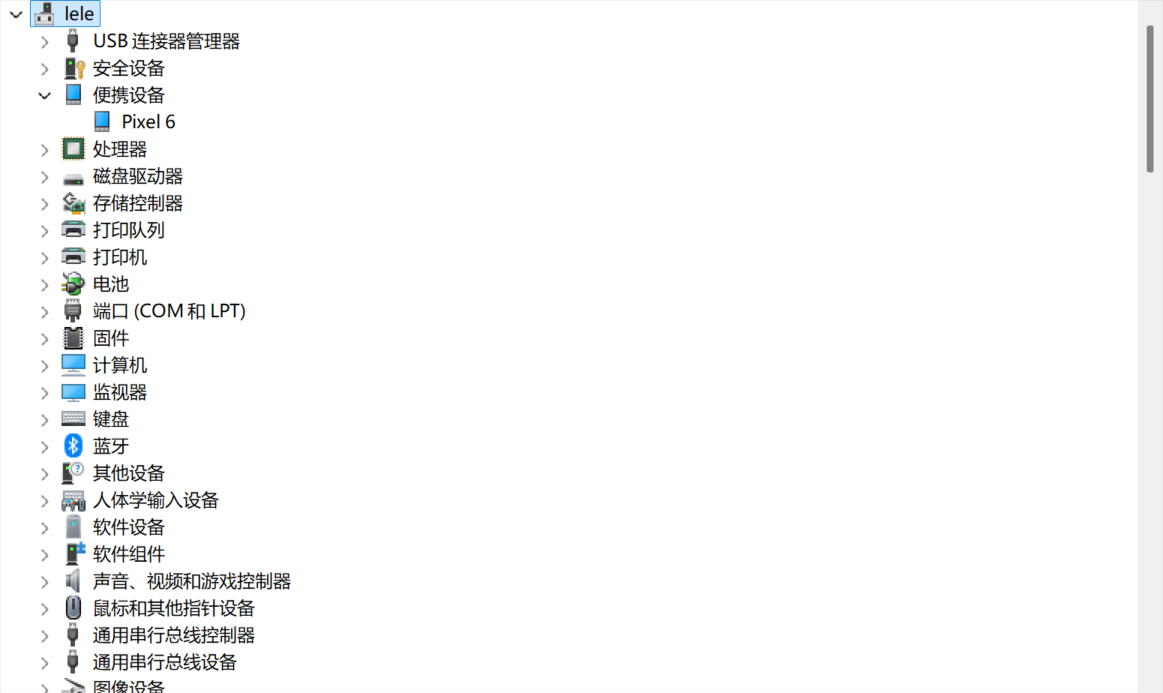 lele
USB 连接器管理器
安全设备
便携设备
Pixel 6
处理器
磁盘驱动器
存储控制器
打印队列
打印机
电池
端口 (COM 和 LPT)
固件
计算机
监视器
键盘
蓝牙
其他设备
人体学输入设备
软件设备
软件组件
声音、视频和游戏控制器
鼠标和其他指针设备
通用串行总线控制器
通用串行总线设备
图像设备